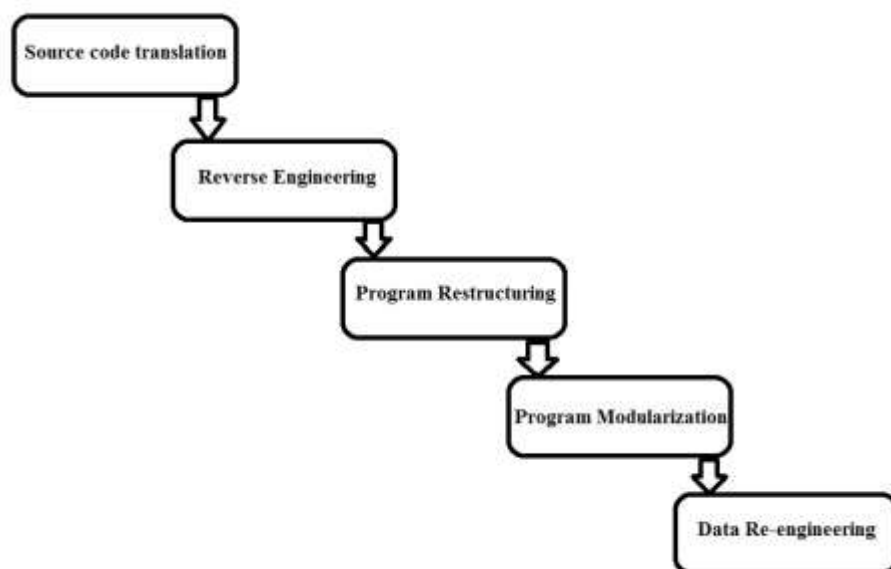 Source code translation
Reverse Engineering
Program Restructuring
Program Modularization
Data Re-engineering